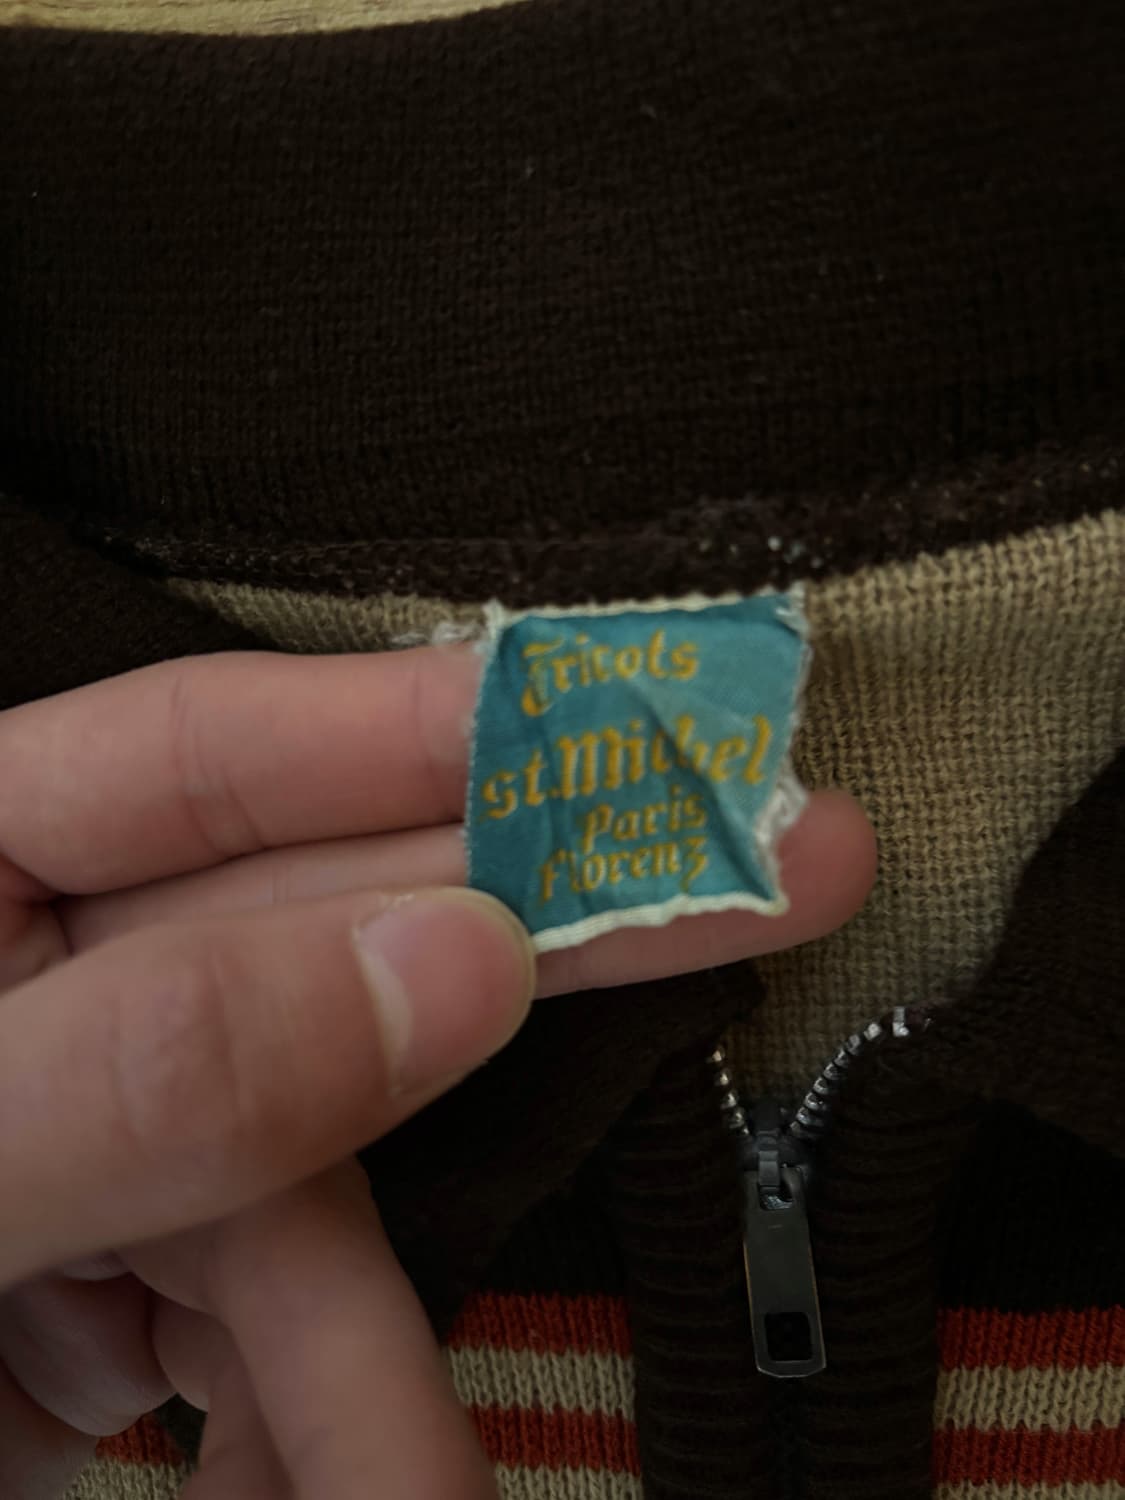 Tricots
st. Michel
Paris
Florenz